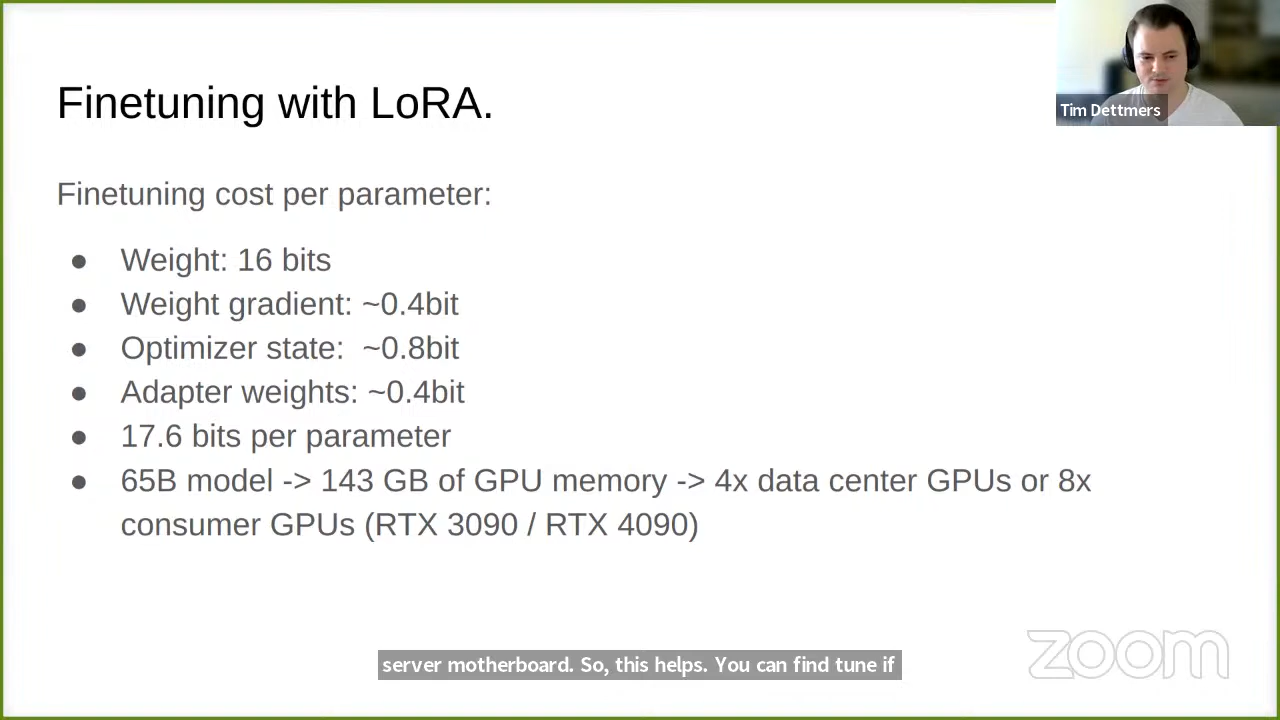 Finetuning with LoRA.
Tim Dettmers
Finetuning cost per parameter:
● Weight: 16 bits
● Weight gradient: ~0.4bit
● Optimizer state:  ~0.8bit
● Adapter weights: ~0.4bit
● 17.6 bits per parameter
● 65B model -> 143 GB of GPU memory -> 4x data center GPUs or 8x
consumer GPUs (RTX 3090 / RTX 4090)
server motherboard. So, this helps. You can find tune if
zoom